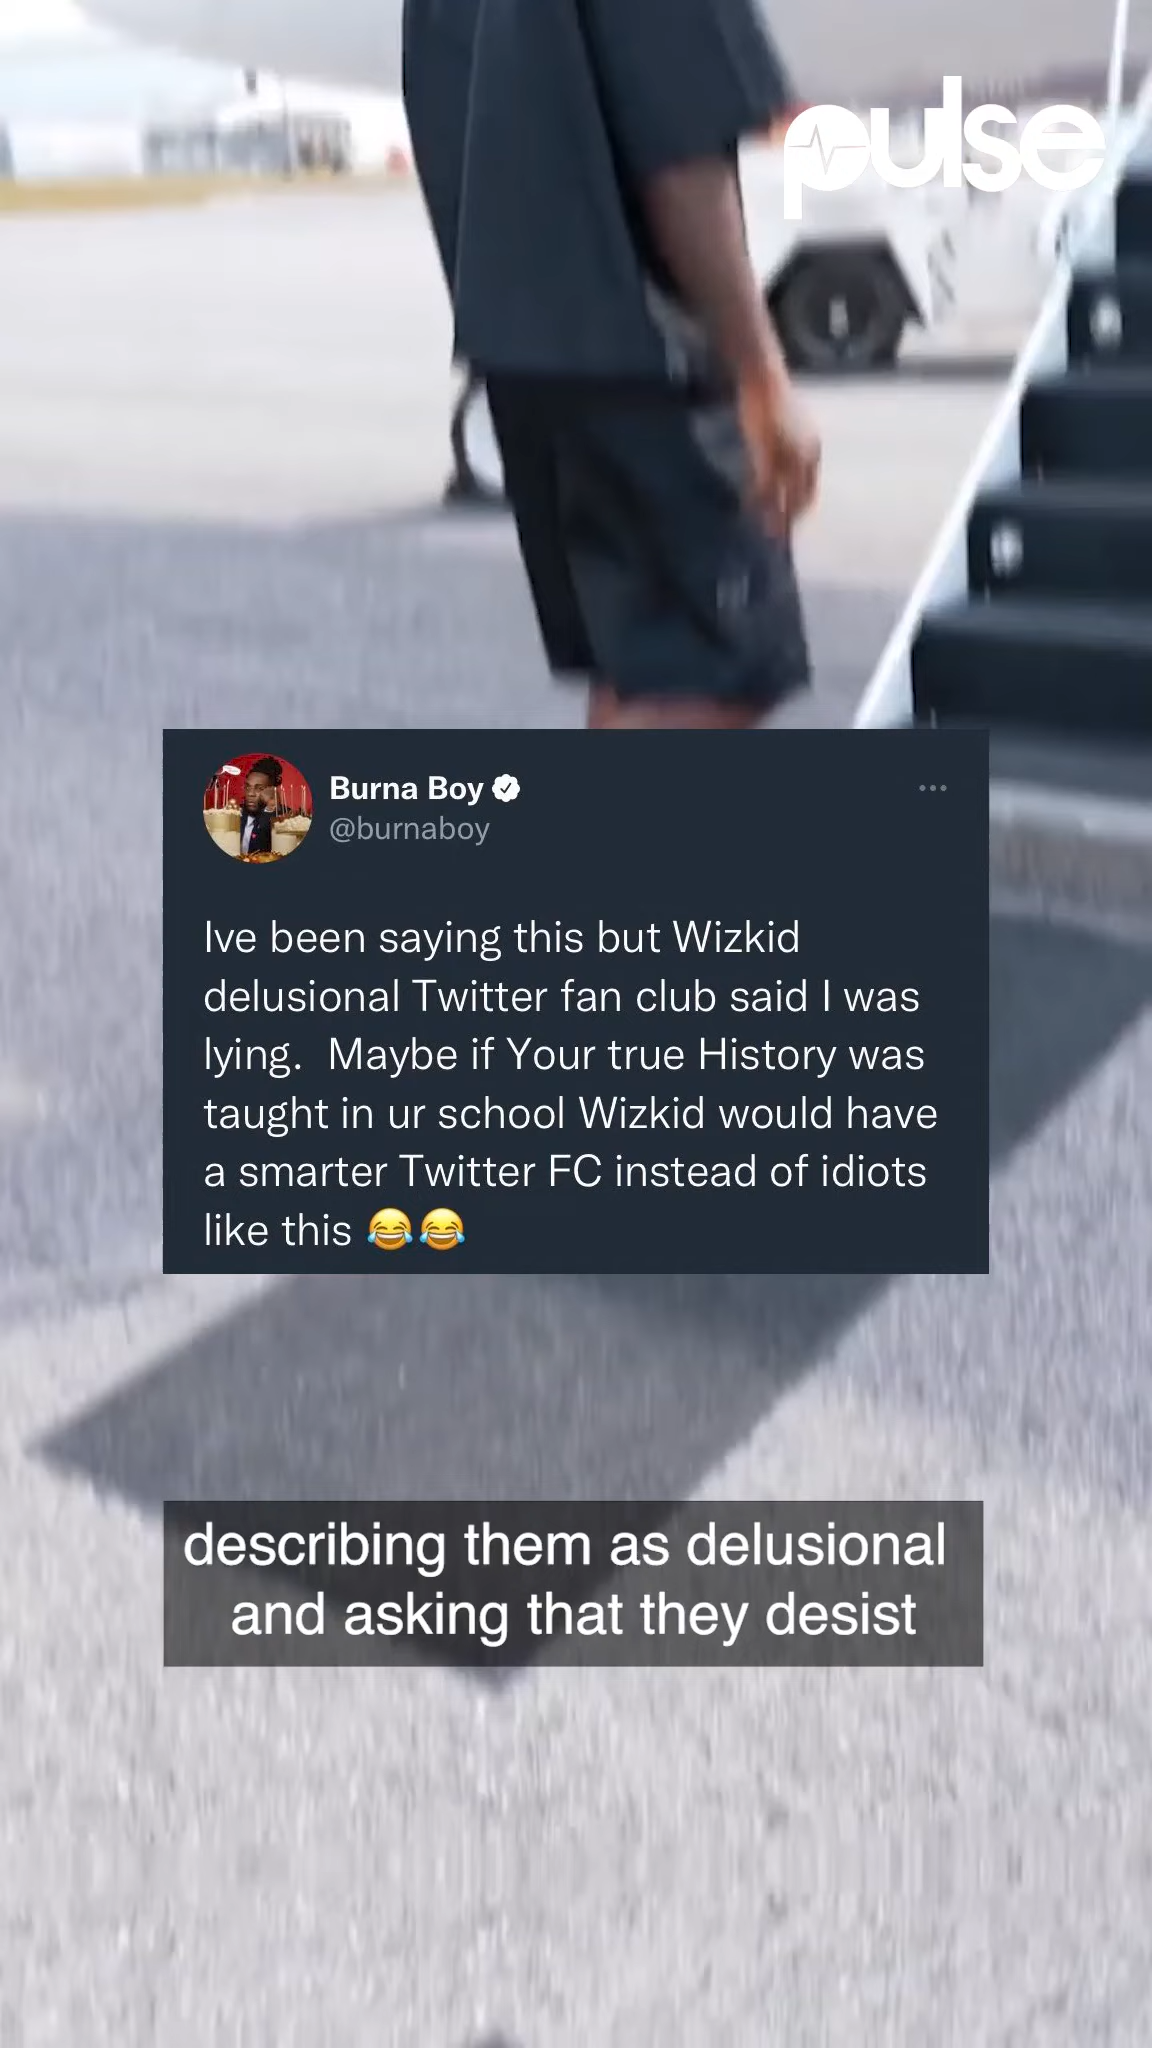 pulse
Burna Boy
@burnaboy
Ive been saying this but Wizkid
delusional Twitter fan club said I was
lying.  Maybe if Your true History was
taught in ur school Wizkid would have
a smarter Twitter FC instead of idiots
like this 😂😂
describing them as delusional
and asking that they desist